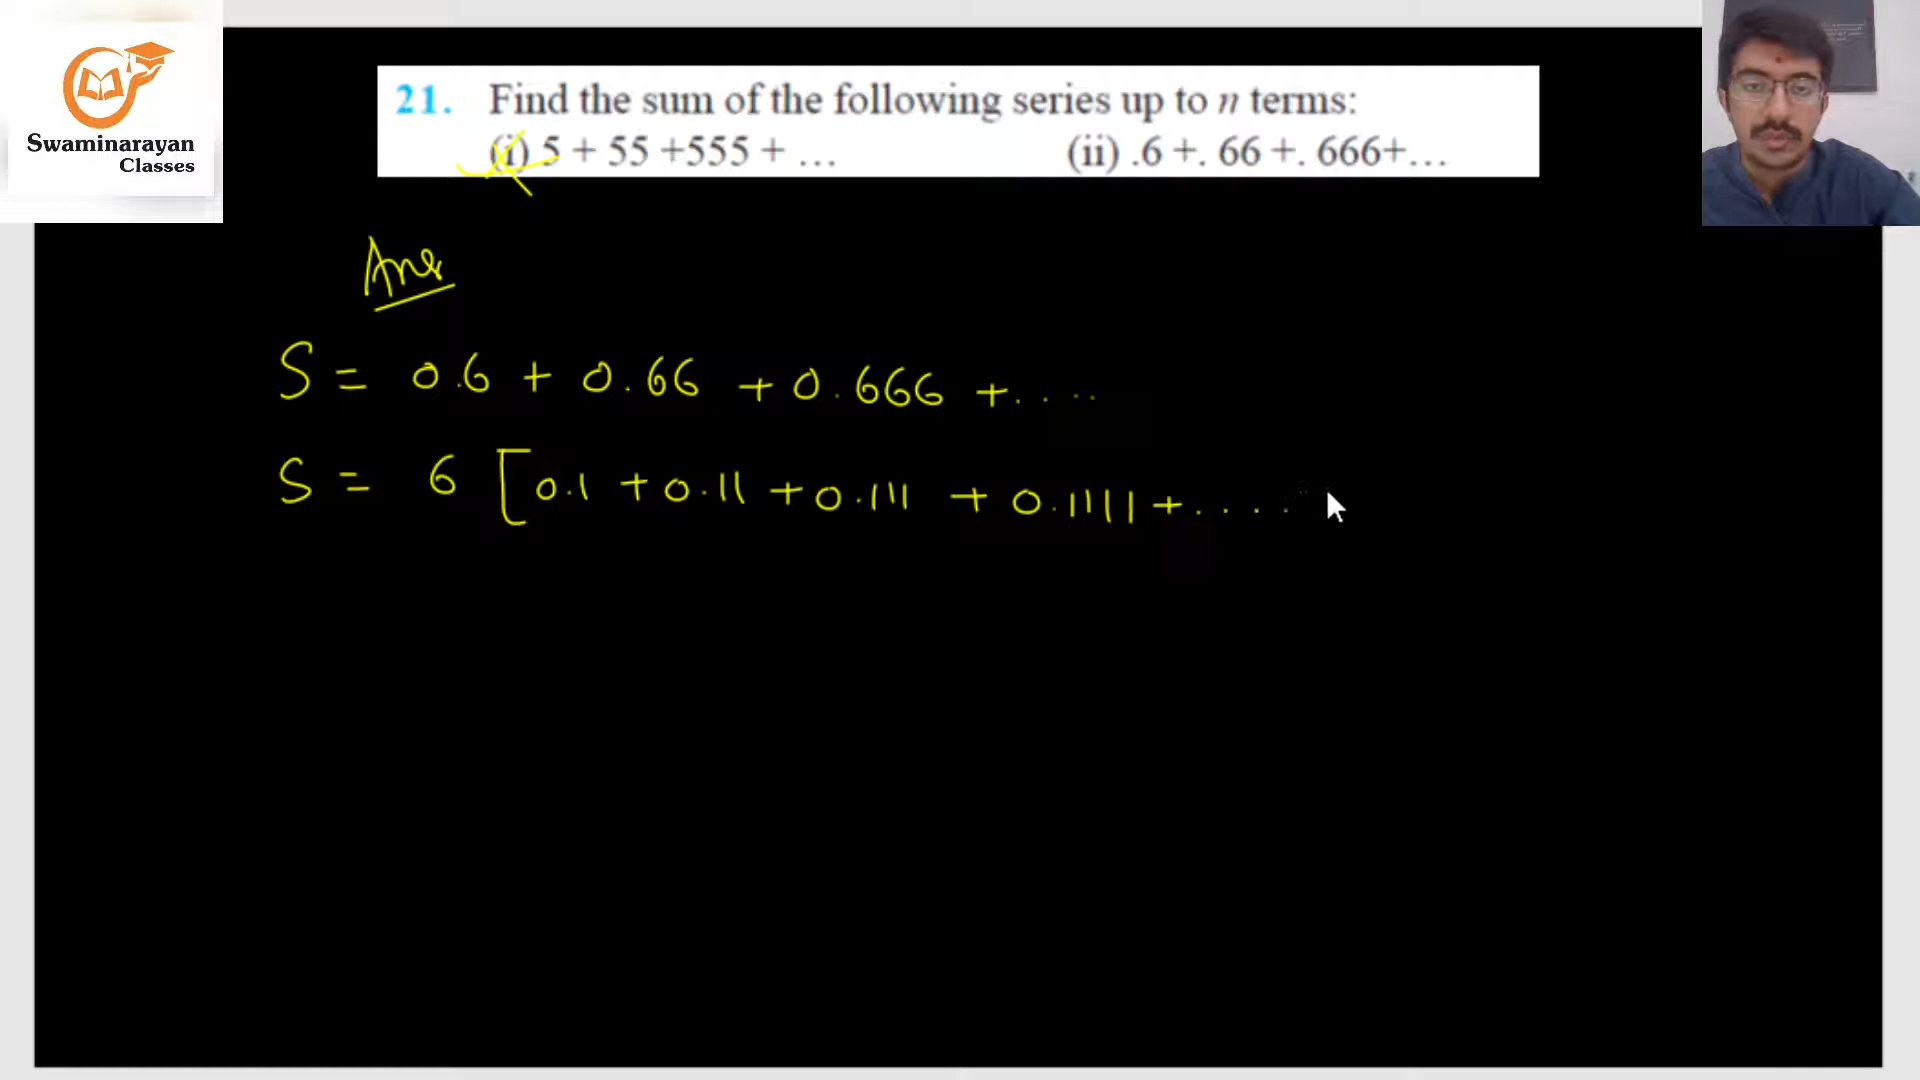 Swaminarayan
Classes
21. Find the sum of the following series up to n terms:
(i) 5 + 55 +555 + … (ii) .6 +. 66 +. 666+…
Ans
S = 0.6 + 0.66 + 0.666 + . . . .
S = 6 [ 0.1 + 0.11 + 0.111 + 0.1111 + . . . .